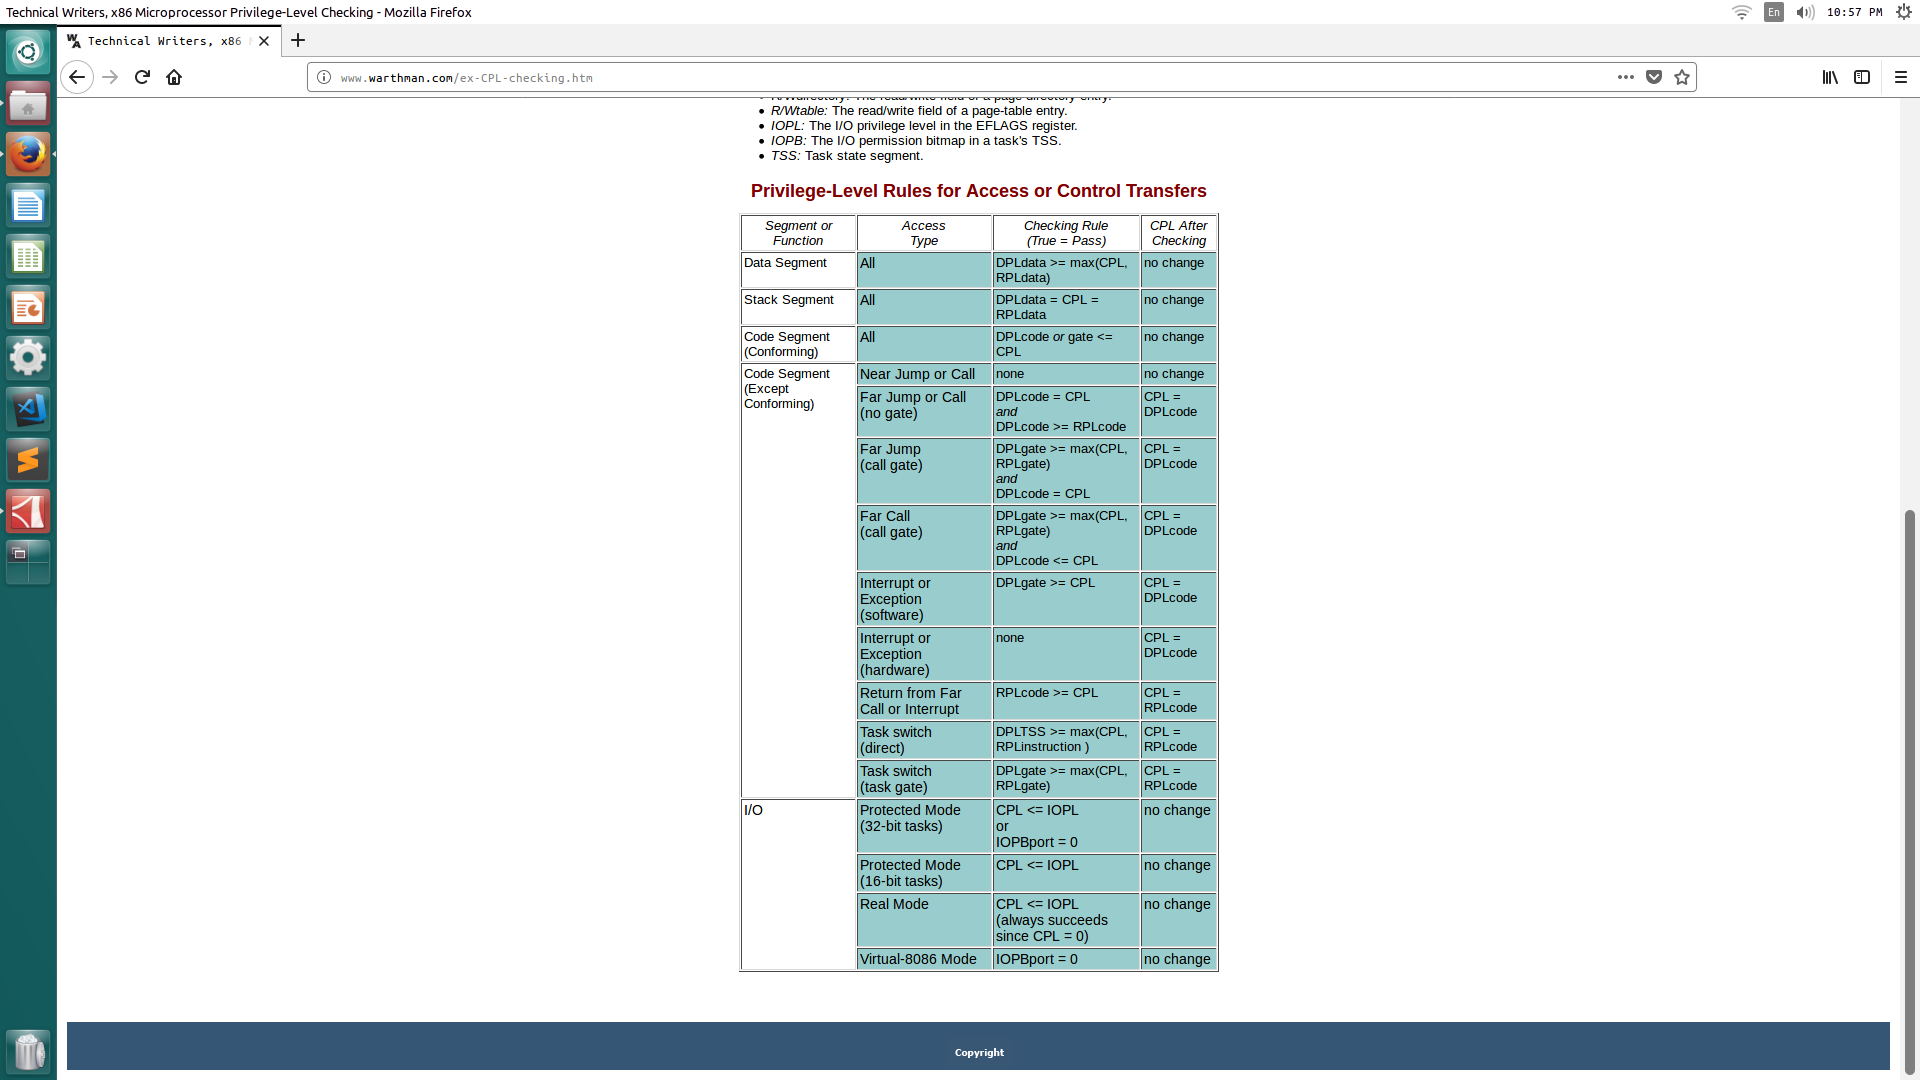 Technical Writers, x86 Microprocessor Privilege-Level Checking - Mozilla Firefox
En
10:57 PM
Technical Writers, x86
www.warthman.com/ex-CPL-checking.htm
R/Wdirectory: The read/write field of a page-directory entry.
R/Wtable: The read/write field of a page-table entry.
IOPL: The I/O privilege level in the EFLAGS register.
IOPB: The I/O permission bitmap in a task's TSS.
TSS: Task state segment.
Privilege-Level Rules for Access or Control Transfers
Segment or
Function
Access
Type
Checking Rule
(True = Pass)
CPL After
Checking
Data Segment
All
DPLdata >= max(CPL,
RPLdata)
no change
Stack Segment
All
DPLdata = CPL =
RPLdata
no change
Code Segment
(Conforming)
All
DPLcode or gate <=
CPL
no change
Code Segment
(Except
Conforming)
Near Jump or Call
none
no change
Far Jump or Call
(no gate)
DPLcode = CPL
and
DPLcode >= RPLcode
CPL =
DPLcode
Far Jump
(call gate)
DPLgate >= max(CPL,
RPLgate)
and
DPLcode = CPL
CPL =
DPLcode
Far Call
(call gate)
DPLgate >= max(CPL,
RPLgate)
and
DPLcode <= CPL
CPL =
DPLcode
Interrupt or
Exception
(software)
DPLgate >= CPL
CPL =
DPLcode
Interrupt or
Exception
(hardware)
none
CPL =
DPLcode
Return from Far
Call or Interrupt
RPLcode >= CPL
CPL =
RPLcode
Task switch
(direct)
DPLTSS >= max(CPL,
RPLinstruction )
CPL =
RPLcode
Task switch
(task gate)
DPLgate >= max(CPL,
RPLgate)
CPL =
RPLcode
I/O
Protected Mode
(32-bit tasks)
CPL <= IOPL
or
IOPBport = 0
no change
Protected Mode
(16-bit tasks)
CPL <= IOPL
no change
Real Mode
CPL <= IOPL
(always succeeds
since CPL = 0)
no change
Virtual-8086 Mode
IOPBport = 0
no change
Copyright